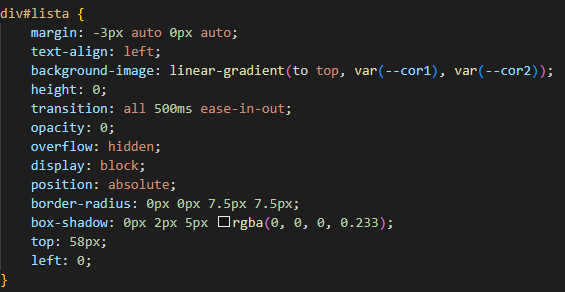 div#lista {
    margin: -3px auto 0px auto;
    text-align: left;
    background-image: linear-gradient(to top, var(--cor1), var(--cor2));
    height: 0;
    transition: all 500ms ease-in-out;
    opacity: 0;
    overflow: hidden;
    display: block;
    position: absolute;
    border-radius: 0px 0px 7.5px 7.5px;
    box-shadow: 0px 2px 5px rgba(0, 0, 0, 0.233);
    top: 58px;
    left: 0;
}